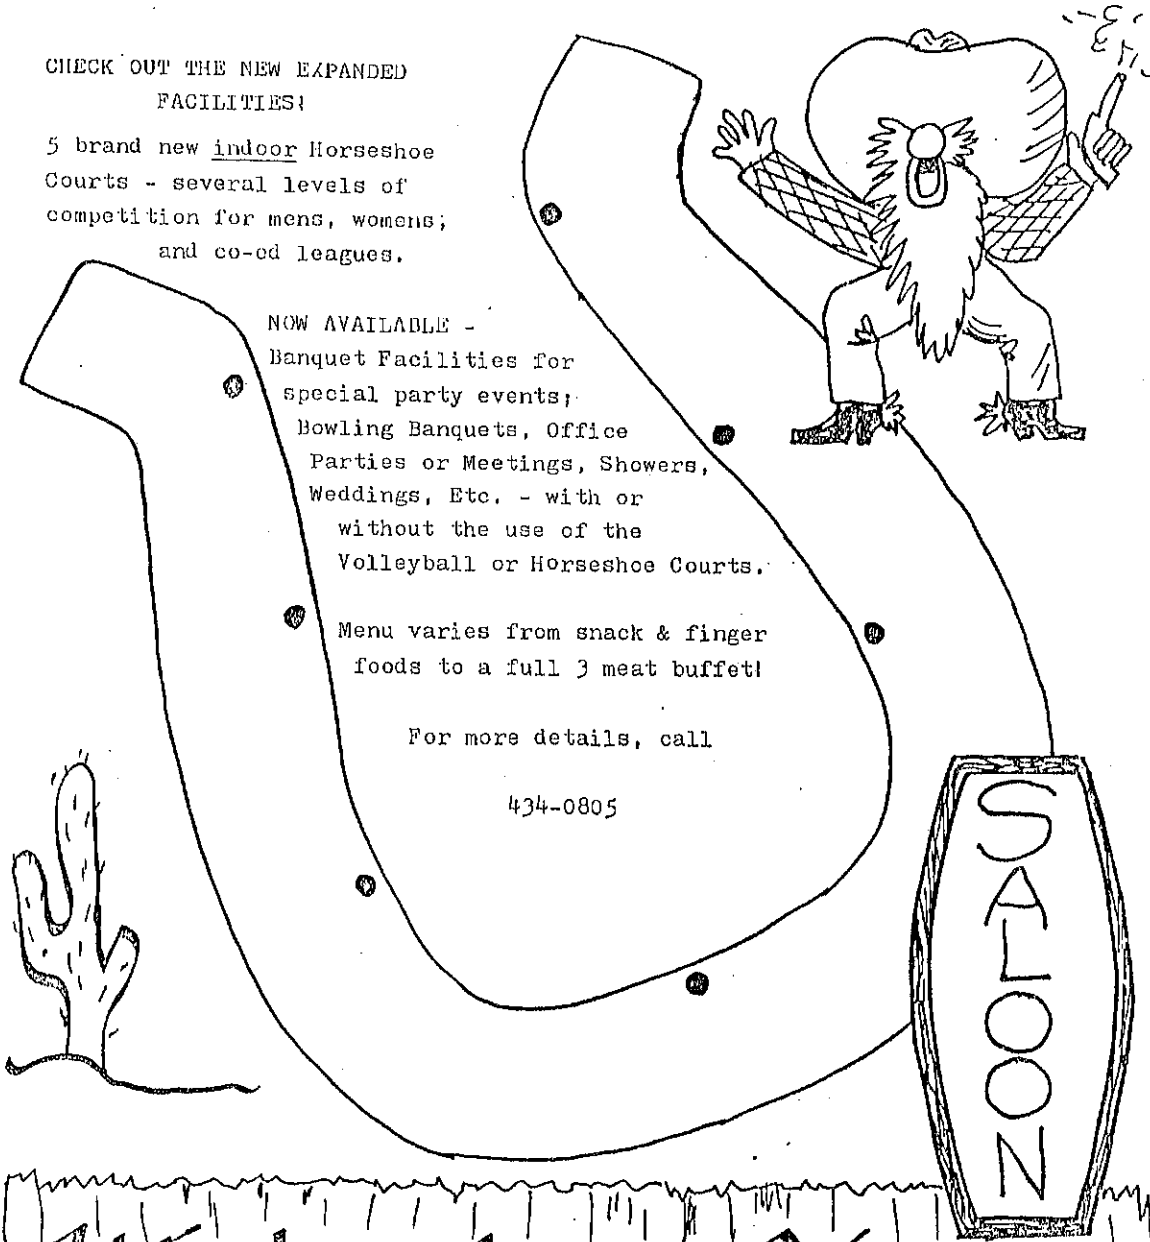 CHECK OUT THE NEW EXPANDED
FACILITIES!
5 brand new indoor Horseshoe
Courts - several levels of
competition for mens, womens,
and co-ed leagues.
NOW AVAILABLE -
Banquet Facilities for
special party events,
Bowling Banquets, Office
Parties or Meetings, Showers,
Weddings, Etc. - with or
without the use of the
Volleyball or Horseshoe Courts.
Menu varies from snack & finger
foods to a full 3 meat buffet!
For more details, call
434-0805
SALOON